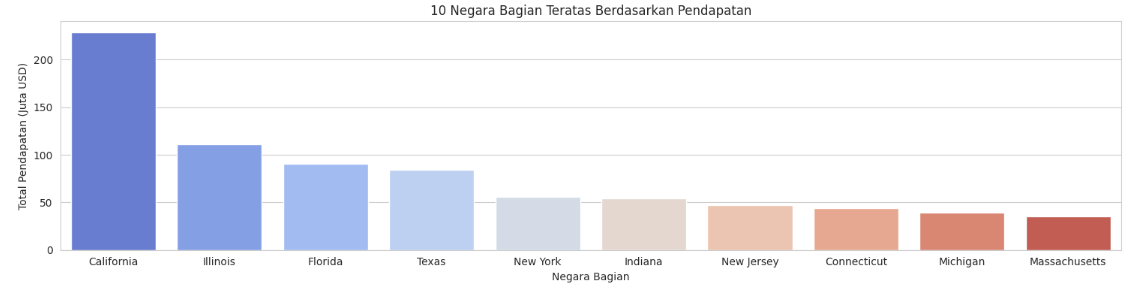 10 Negara Bagian Teratas Berdasarkan Pendapatan
Total Pendapatan (Juta USD)
200
150
100
50
0
California Illinois Florida Texas New York Indiana New Jersey Connecticut Michigan Massachusetts
Negara Bagian